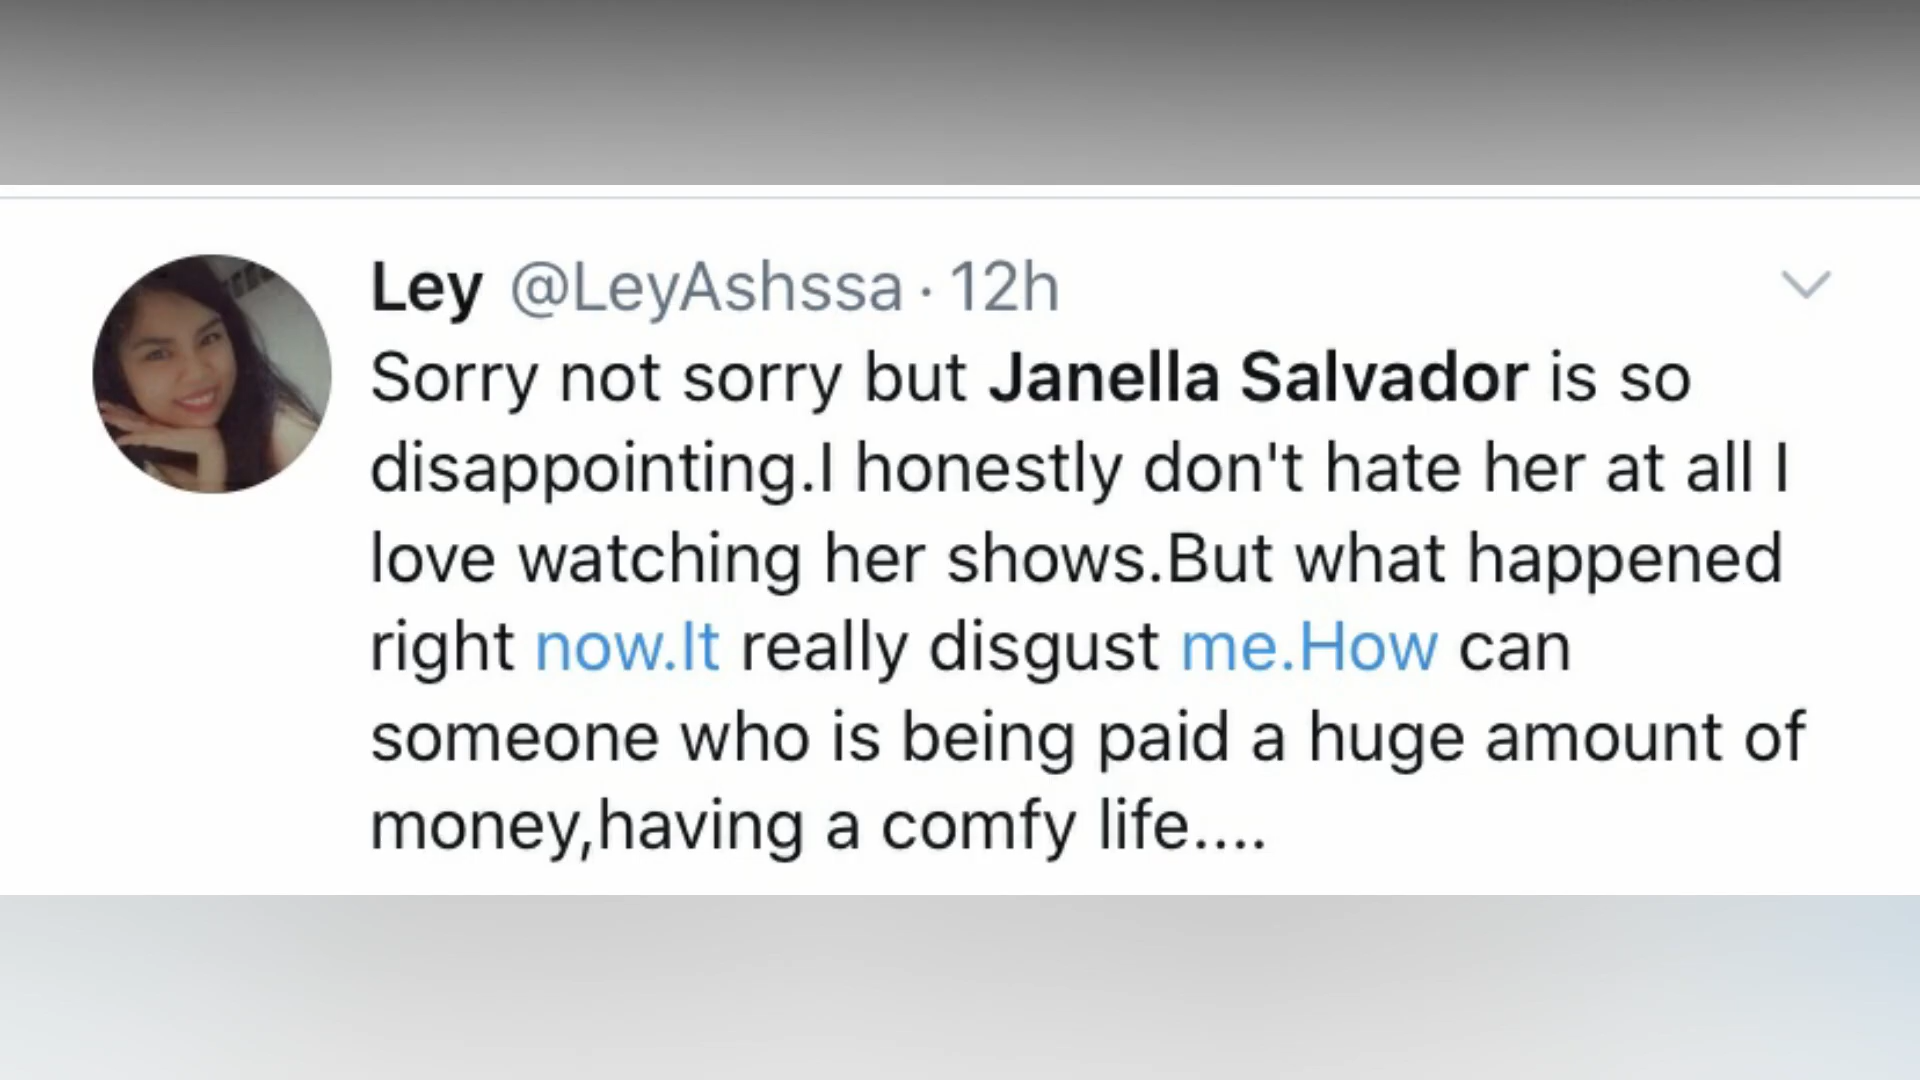 Ley @LeyAshssa · 12h
Sorry not sorry but Janella Salvador is so
disappointing.I honestly don't hate her at all I
love watching her shows.But what happened
right now.It really disgust me.How can
someone who is being paid a huge amount of
money,having a comfy life....